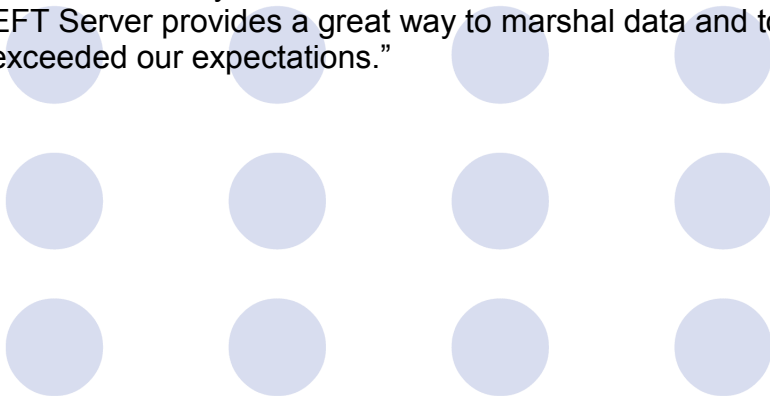 EFT Server provides a great way to marshal data and to
exceeded our expectations.”